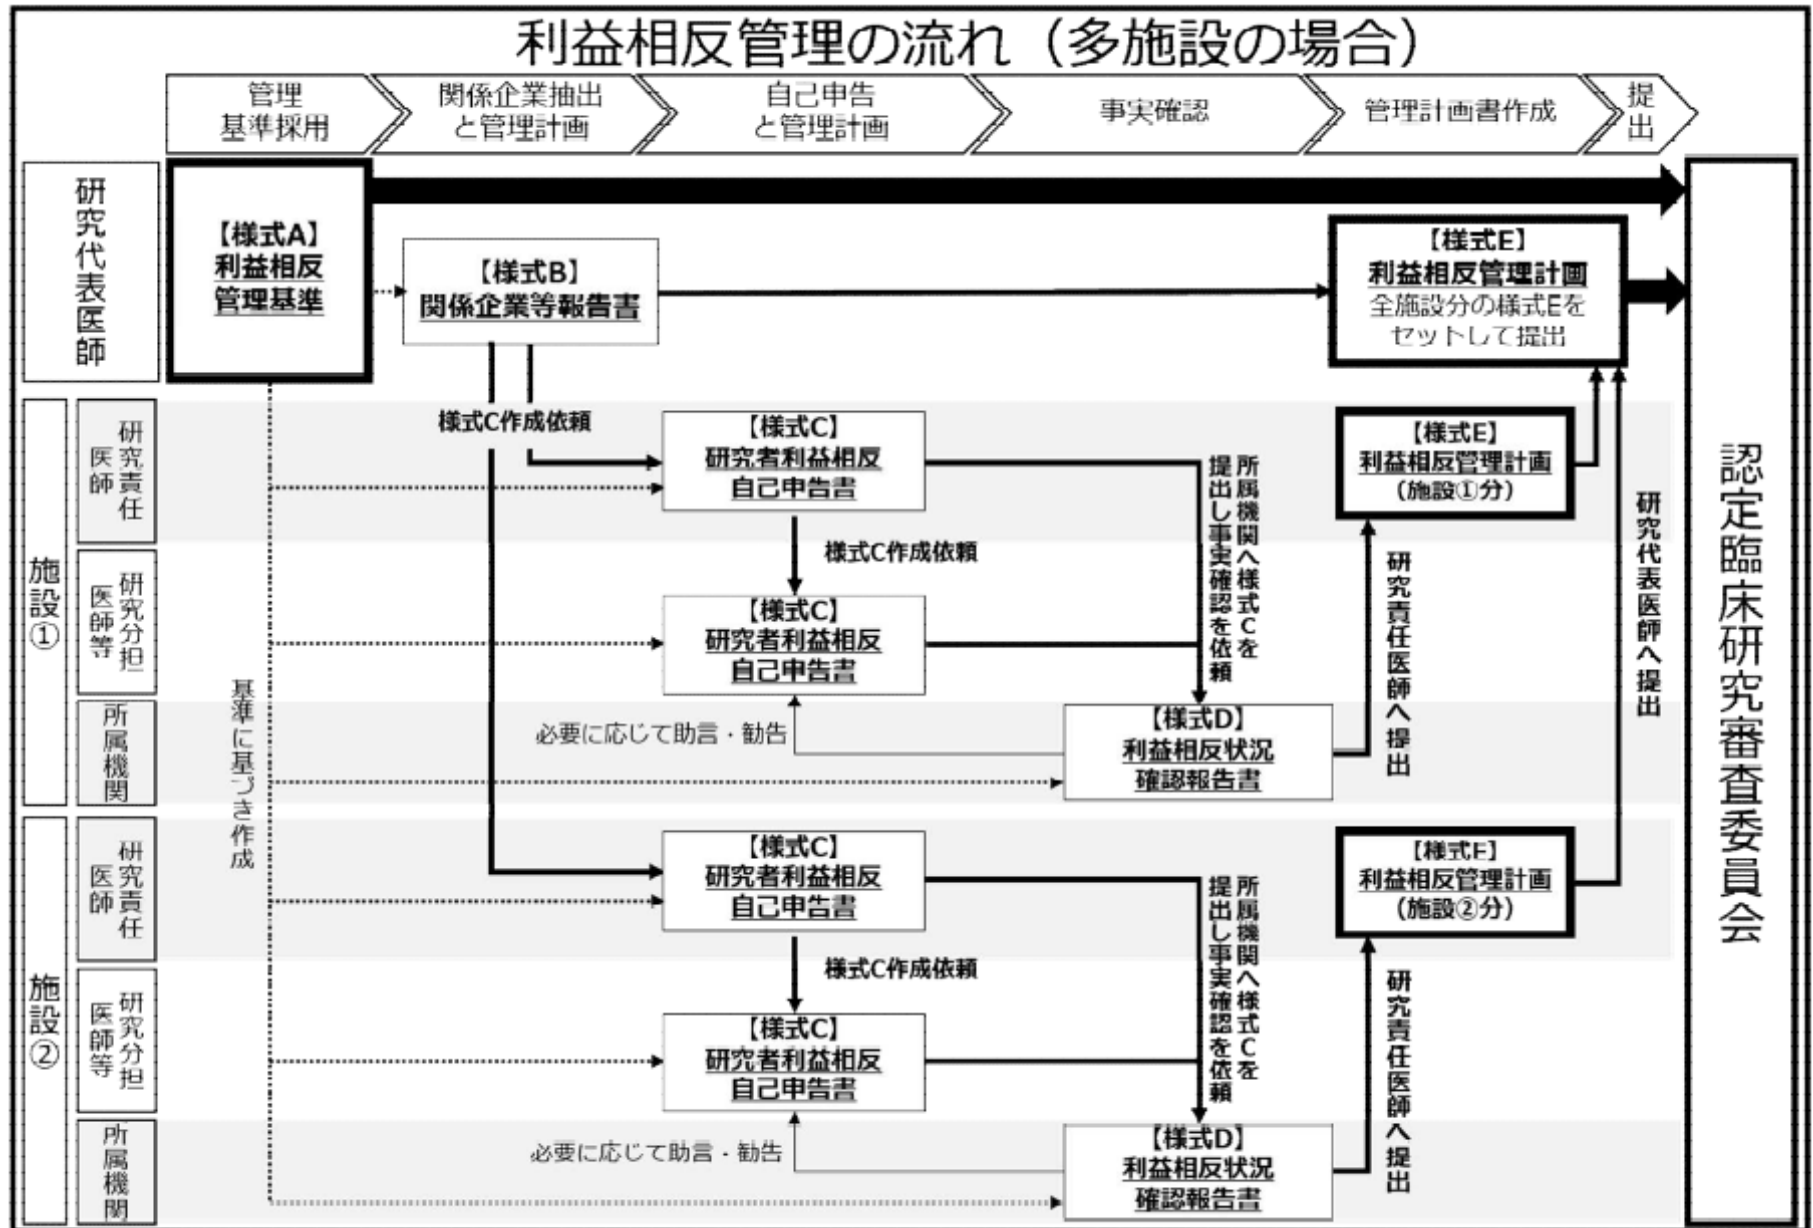 利益相反管理の流れ（多施設の場合）
管理
基準採用
関係企業抽出
と管理計画
自己申告
と管理計画
事実確認
管理計画書作成
提出
研究代表医師
【様式A】
利益相反
管理基準
【様式B】
関係企業等報告書
【様式E】
利益相反管理計画
全施設分の様式Eを
セットして提出
認定臨床研究審査委員会
様式C作成依頼
基準に基づき作成
施設①
研究責任
医師
【様式C】
研究者利益相反
自己申告書
所属機関へ様式Cを
提出し事実確認を依頼
【様式E】
利益相反管理計画
（施設①分）
研究代表医師へ提出
様式C作成依頼
研究分担
医師等
【様式C】
研究者利益相反
自己申告書
研究責任医師へ提出
所属機関
必要に応じて助言・勧告
【様式D】
利益相反状況
確認報告書
施設②
研究責任
医師
【様式C】
研究者利益相反
自己申告書
所属機関へ様式Cを
提出し事実確認を依頼
【様式E】
利益相反管理計画
（施設②分）
様式C作成依頼
研究分担
医師等
【様式C】
研究者利益相反
自己申告書
研究責任医師へ提出
所属機関
必要に応じて助言・勧告
【様式D】
利益相反状況
確認報告書